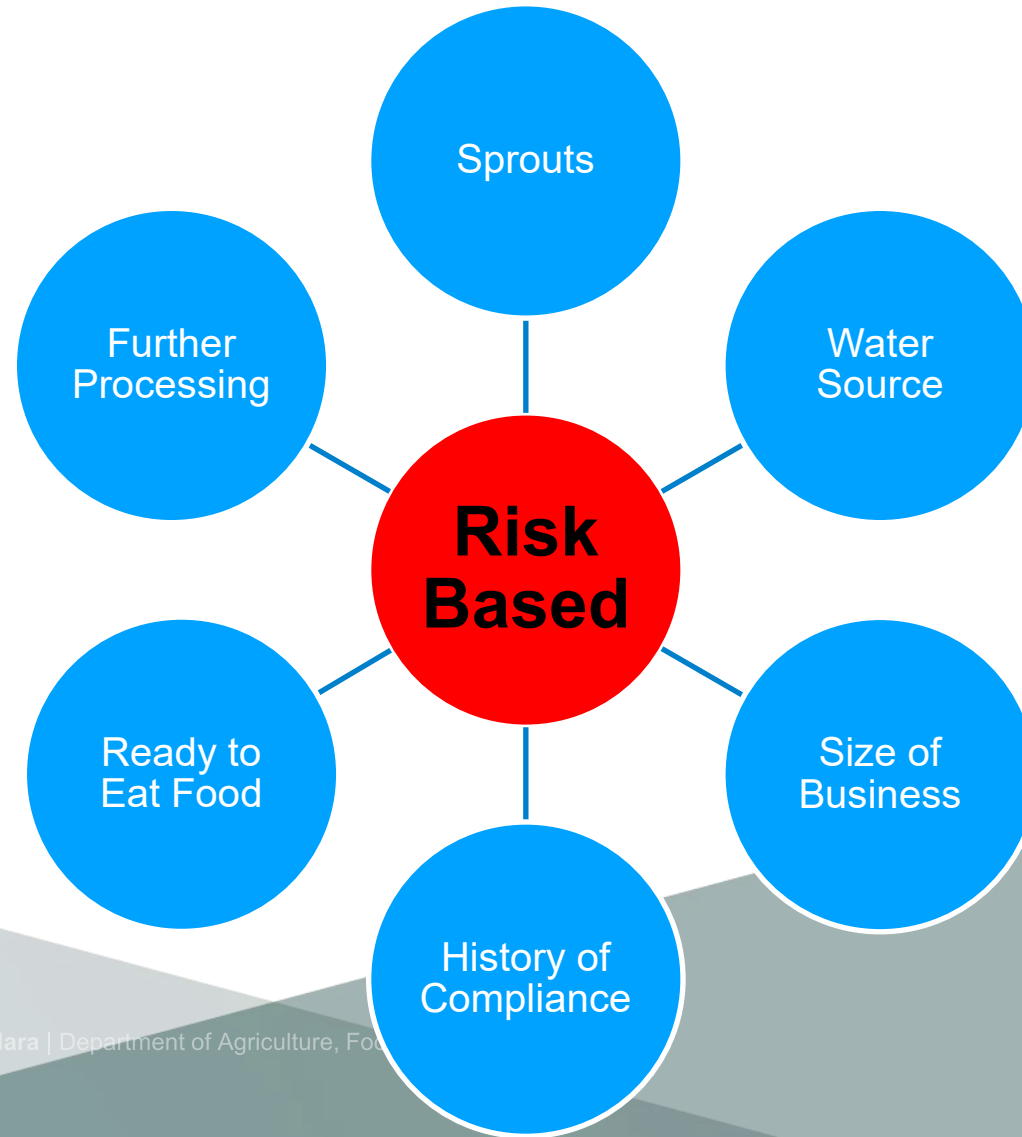 Sprouts
Further
Processing
Water
Source
Risk
Based
Ready to
Eat Food
Size of
Business
History of
Compliance
| Department of Agriculture,